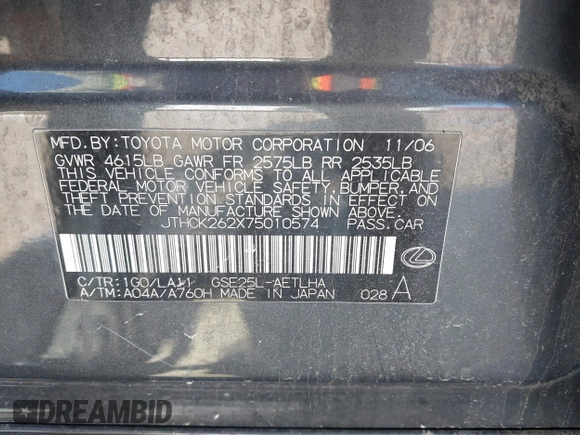 MFD.BY:TOYOTA MOTOR CORPORATION 11/06
GVWR 4615LB GAWR FR 2575LB RR 2535LB
THIS VEHICLE CONFORMS TO ALL APPLICABLE
FEDERAL MOTOR VEHICLE SAFETY,BUMPER,AND
THEFT PREVENTION STANDARDS IN EFFECT ON
THE DATE OF MANUFACTURE SHOWN ABOVE.
JTHCK262X75010574 PASS.CAR
C/TR:1G0/LA11 GSE25L-AETLHA
A/TM:A04A/A760H MADE IN JAPAN 028 A
DREAMBID